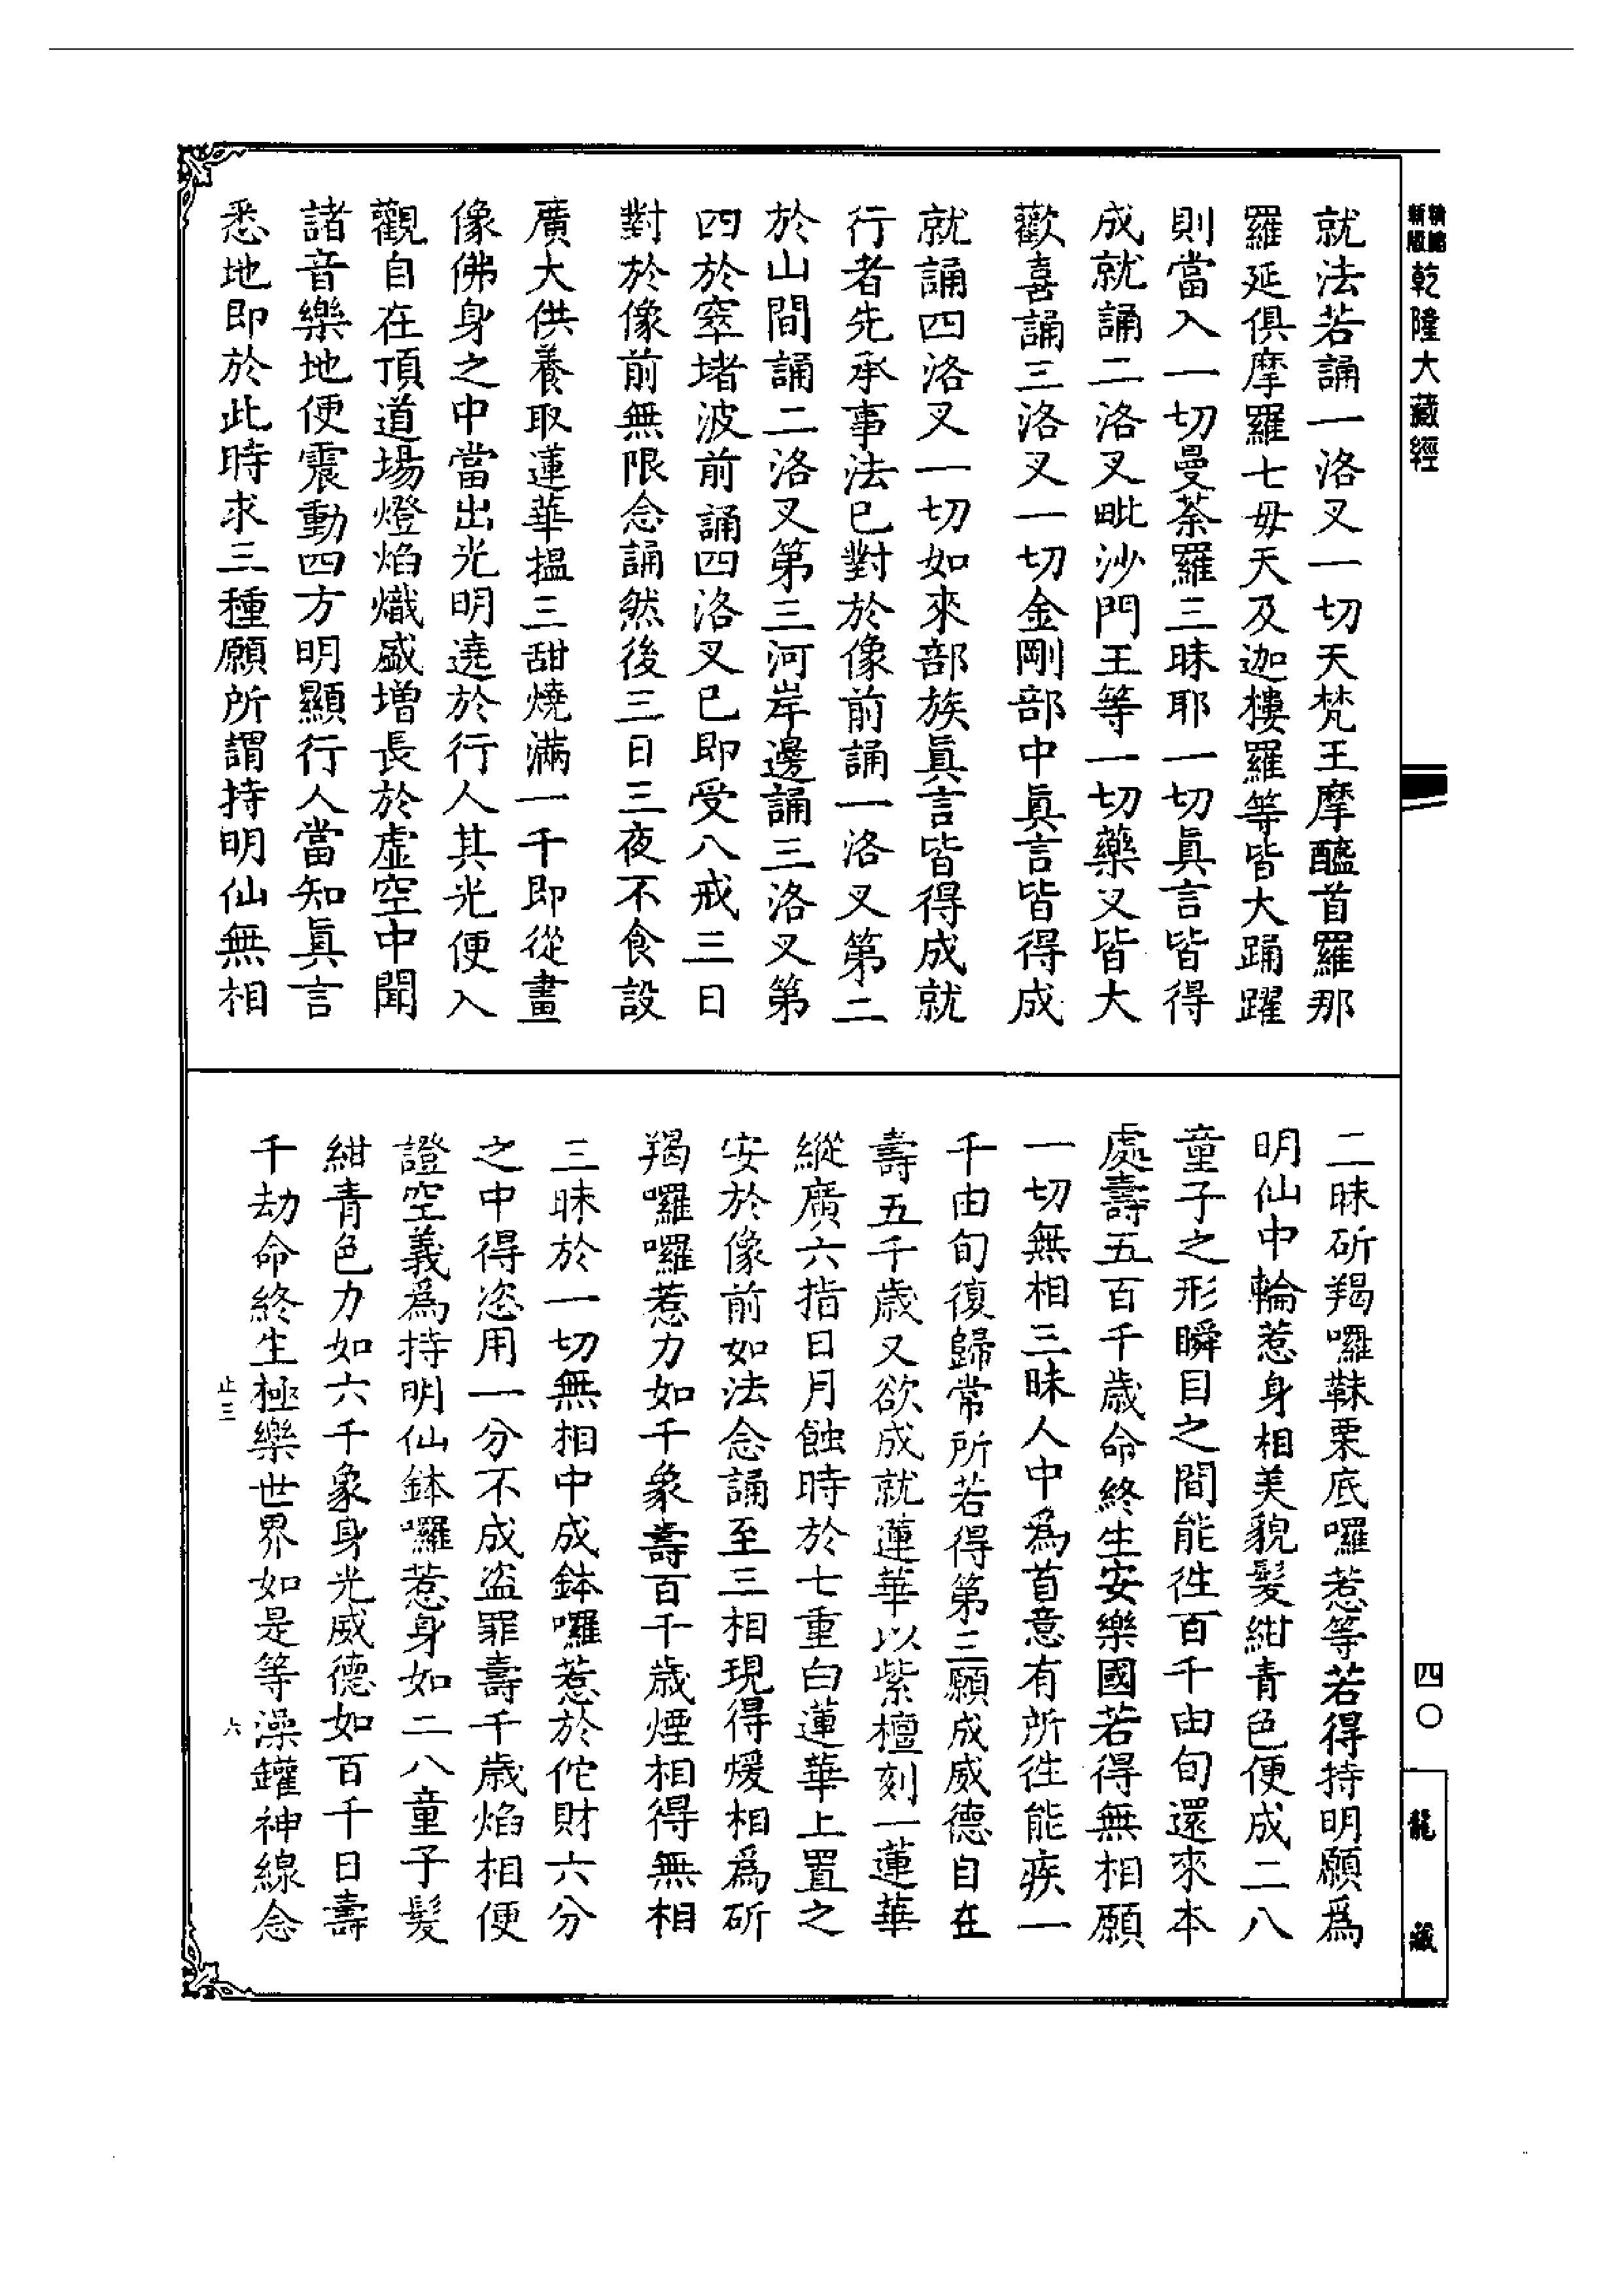 精縮
新版
乾隆大藏經
就法若誦一洛叉一切天梵王摩醯首羅那
羅延俱摩羅七毋天及迦樓羅等皆大踊躍
則當入一切曼荼羅三昧耶一切真言皆得
成就誦二洛叉毗沙門王等一切藥叉皆大
歡喜誦三洛叉一切金剛部中真言皆得成
就誦四洛叉一切如來部族真言皆得成就
行者先承事法已對於像前誦一洛叉第二
於山間誦二洛叉第三河岸邊誦三洛叉第
四於窣堵波前誦四洛叉已即受八戒三日
對於像前無限念誦然後三日三夜不食設
廣大供養取蓮華搵三甜燒滿一千即從畫
像佛身之中當出光明遶於行人其光便入
觀自在頂道場燈焰熾盛增長於虛空中聞
諸音樂地便震動四方明顯行人當知真言
悉地即於此時求三種願所謂持明仙無相
二昧斫羯囉靺栗底囉惹等若得持明願為
明仙中輪惹身相美貌髮紺青色便成二八
童子之形瞬目之間能徃百千由旬還來本
處壽五百千歲命終生安樂國若得無相願
一切無相三昧人中為首意有所徃能疾一
千由旬復歸常所若得第三願成威德自在
壽五千歲又欲成就蓮華以紫檀刻一蓮華
縱廣六指日月蝕時於七重白蓮華上置之
安於像前如法念誦至三相現得煖相為斫
羯囉囉惹力如千象壽百千歲煙相得無相
三昧於一切無相中成鉢囉惹於佗財六分
之中得恣用一分不成盜罪壽千歲焰相便
證空義為持明仙鉢囉惹身如二八童子髮
紺青色力如六千象身光威德如百千日壽
千劫命終生極樂世界如是等澡鑵神線念
止三
六
四〇
龍藏